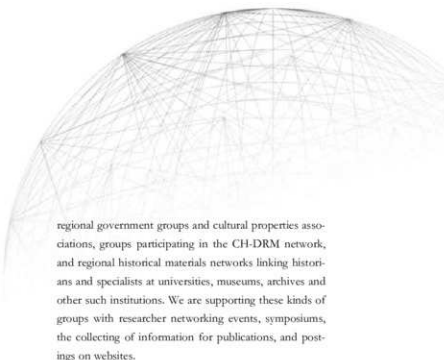 regional government groups and cultural properties asso-
ciations, groups participating in the CH-DRM network,
and regional historical materials networks linking histori-
ans and specialists at universities, museums, archives and
other such institutions. We are supporting these kinds of
groups with researcher networking events, symposiums,
the collecting of information for publications, and post-
ings on websites.